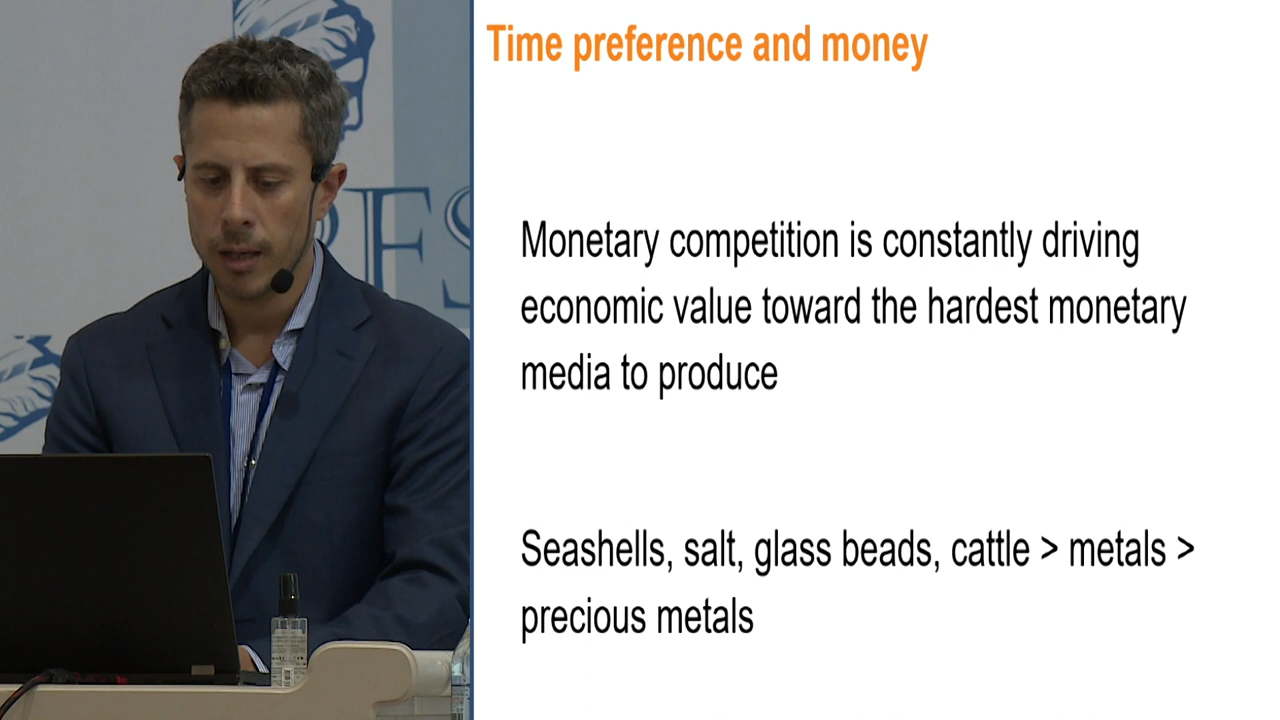 Time preference and money
Monetary competition is constantly driving
economic value toward the hardest monetary
media to produce
Seashells, salt, glass beads, cattle > metals >
precious metals